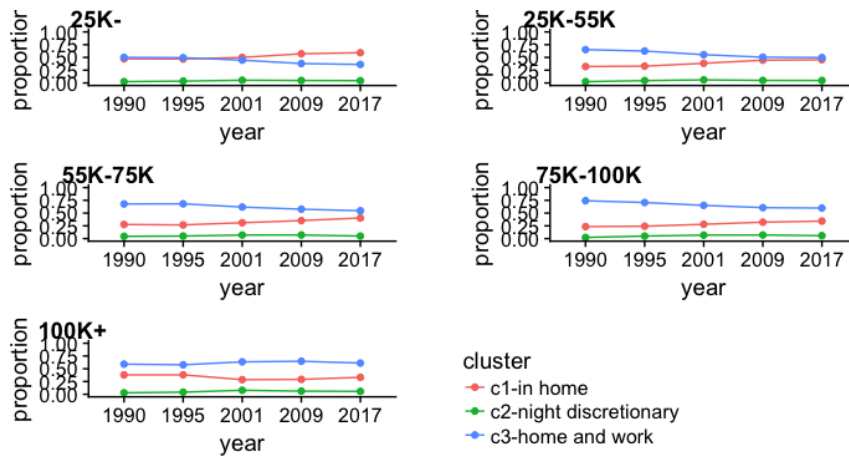 25K-
1.00
0.75
0.50
0.25
0.00
proportion
1990 1995 2001 2009 2017
year
25K-55K
1.00
0.75
0.50
0.25
0.00
proportion
1990 1995 2001 2009 2017
year
55K-75K
1.00
0.75
0.50
0.25
0.00
proportion
1990 1995 2001 2009 2017
year
75K-100K
1.00
0.75
0.50
0.25
0.00
proportion
1990 1995 2001 2009 2017
year
100K+
1.00
0.75
0.50
0.25
0.00
proportion
1990 1995 2001 2009 2017
year
cluster
c1-in home
c2-night discretionary
c3-home and work